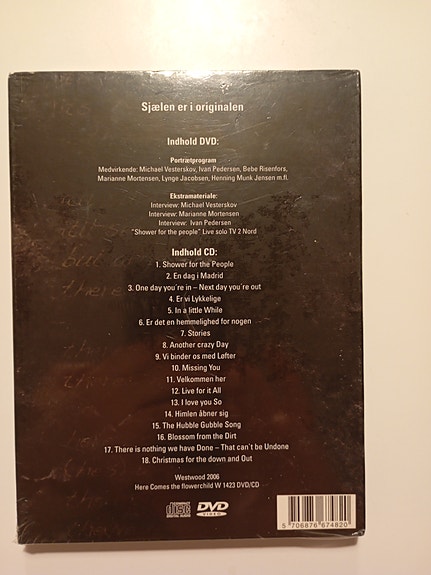 Sjælen er i originalen
Indhold DVD:
Portrætprogram
Medvirkende: Michael Vesterskov, Ivan Pedersen, Bebe Risenfors,
Marianne Mortensen, Lynge Jacobsen, Henning Munk Jensen m.fl.
Ekstramateriale:
Interview: Michael Vesterskov
Interview: Marianne Mortensen
Interview: Ivan Pedersen
"Shower for the people" Live solo TV 2 Nord
Indhold CD:
1. Shower for the People
2. En dag i Madrid
3. One day you're in – Next day you're out
4. Er vi Lykkelige
5. In a little While
6. Er det en hemmelighed for nogen
7. Stories
8. Another crazy Day
9. Vi binder os med Løfter
10. Missing You
11. Velkommen her
12. Live for it All
13. I love you So
14. Himlen åbner sig
15. The Hubble Gubble Song
16. Blossom from the Dirt
17. There is nothing we have Done – That can't be Undone
18. Christmas for the down and Out
Westwood 2006
Here Comes the flowerchild W 1423 DVD/CD
COMPACT disc DIGITAL AUDIO
DVD VIDEO
5 706876 674820